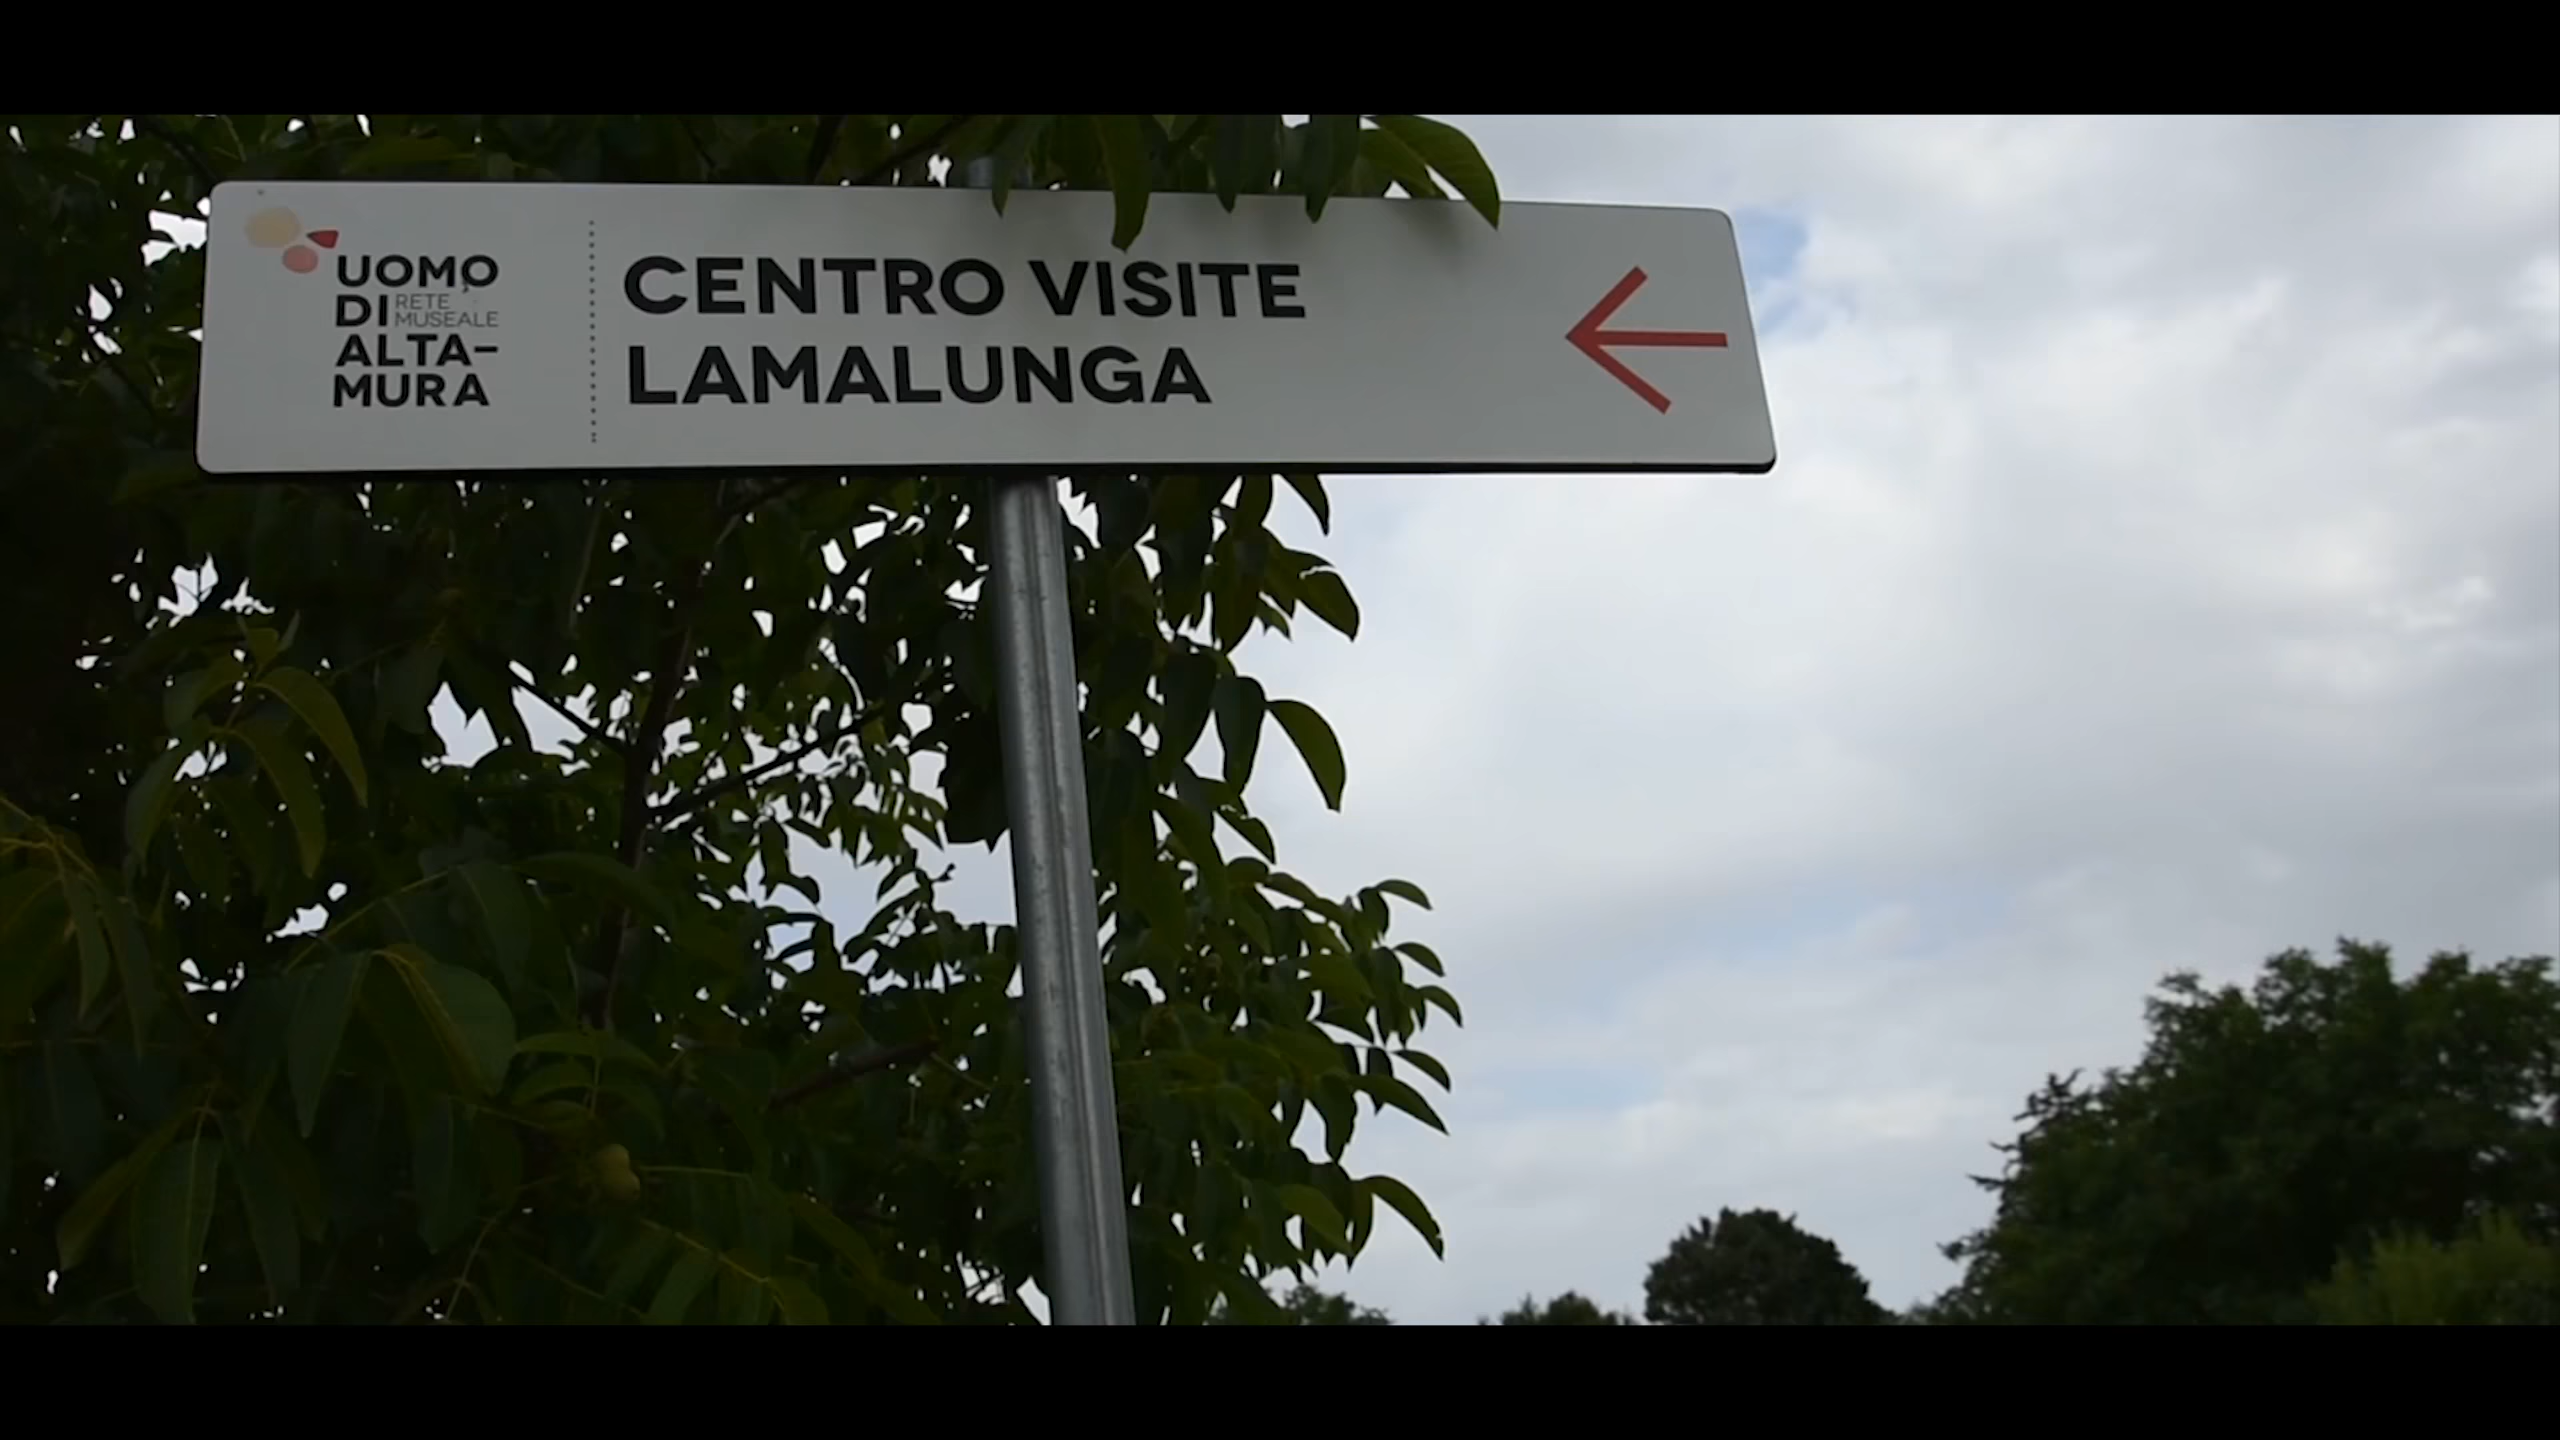 UOMO
DI RETE MUSEALE
ALTA-
MURA
CENTRO VISITE
LAMALUNGA